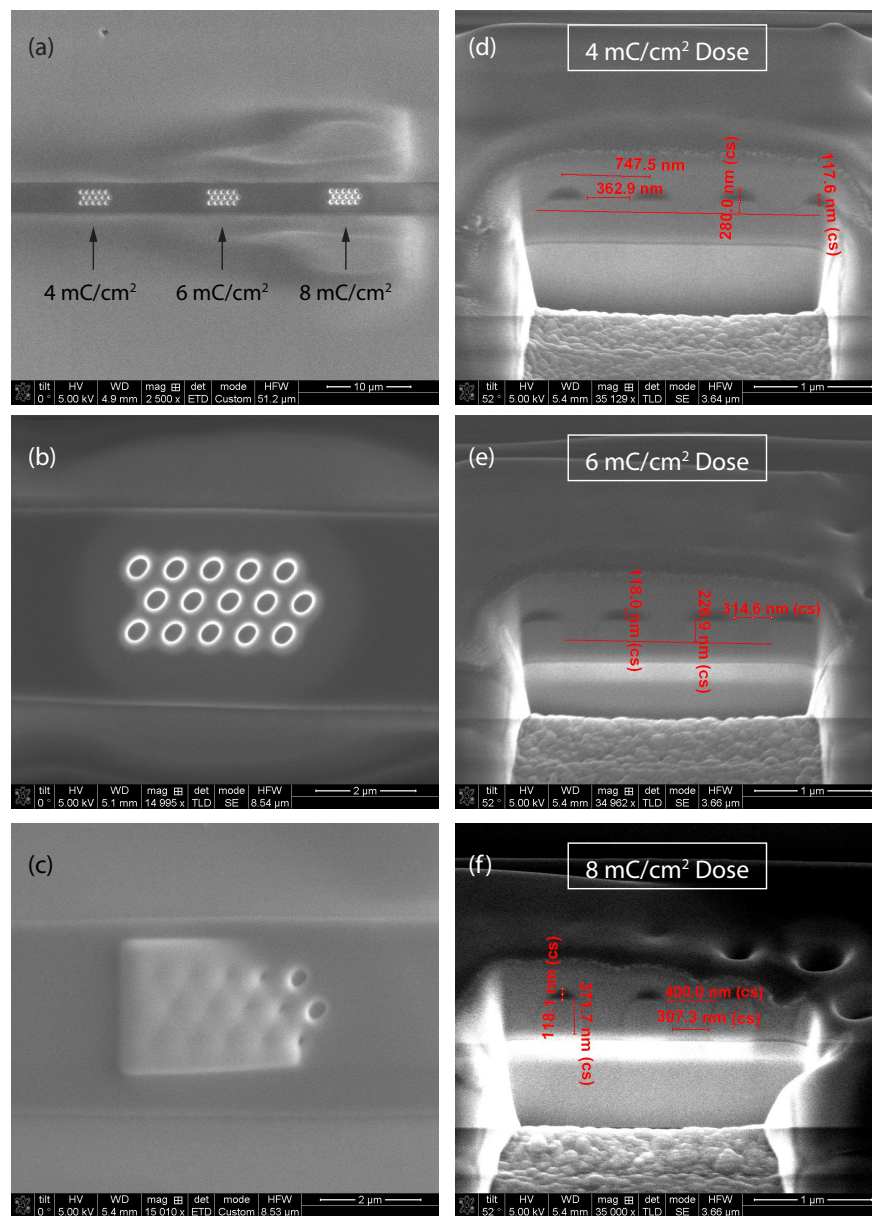 (a)
4 mC/cm² 6 mC/cm² 8 mC/cm²
tilt HV WD mag ⊞ det mode HFW
0 ° 5.00 kV 4.9 mm 2 500 x ETD Custom 51.2 µm
10 µm
(b)
tilt HV WD mag ⊞ det mode HFW
0 ° 5.00 kV 5.1 mm 14 995 x TLD SE 8.54 µm
2 µm
(c)
tilt HV WD mag ⊞ det mode HFW
0 ° 5.00 kV 5.4 mm 15 010 x ETD Custom 8.53 µm
2 µm
(d)
4 mC/cm² Dose
747.5 nm
362.9 nm
280.0 nm (cs)
117.6 nm (cs)
tilt HV WD mag ⊞ det mode HFW
52 ° 5.00 kV 5.4 mm 35 129 x TLD SE 3.64 µm
1 µm
(e)
6 mC/cm² Dose
118.0 nm (cs)
226.9 nm (cs)
314.6 nm (cs)
tilt HV WD mag ⊞ det mode HFW
52 ° 5.00 kV 5.4 mm 34 962 x TLD SE 3.66 µm
1 µm
(f)
8 mC/cm² Dose
118.1 nm (cs)
371.7 nm (cs)
400.0 nm (cs)
307.3 nm (cs)
tilt HV WD mag ⊞ det mode HFW
52 ° 5.00 kV 5.4 mm 35 000 x TLD SE 3.66 µm
1 µm